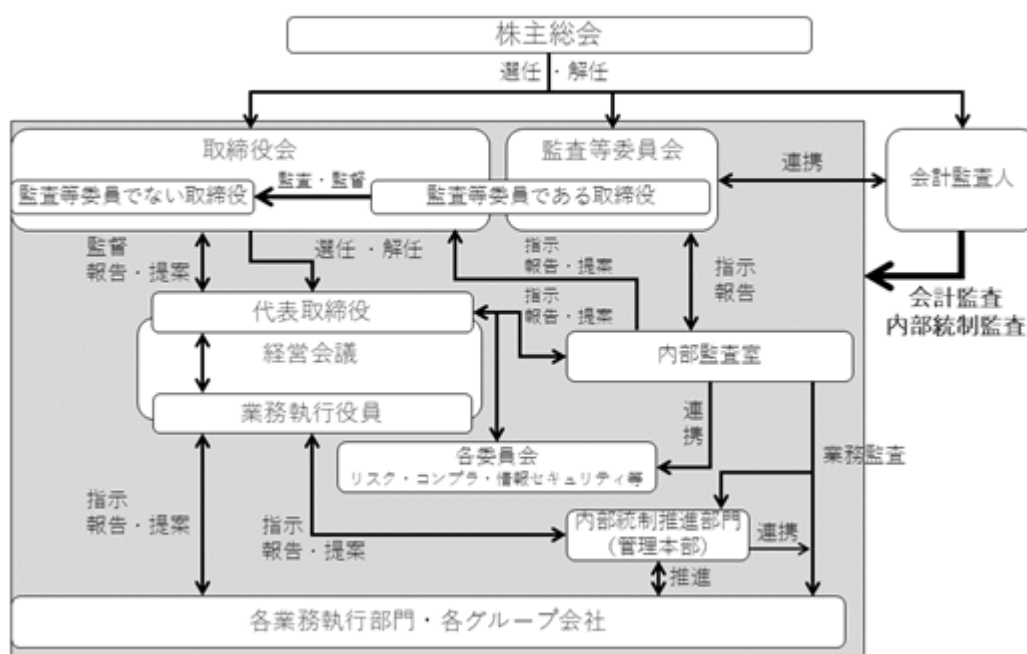 株主総会
選任・解任
取締役会
監査等委員会
連携
会計監査人
監査・監督
監査等委員でない取締役
監査等委員である取締役
監督
報告・提案
選任・解任
指示
報告・提案
指示
報告
会計監査
内部統制監査
代表取締役
指示
報告・提案
経営会議
内部監査室
業務執行役員
連携
各委員会
リスク・コンプラ・情報セキュリティ等
業務監査
指示
報告・提案
指示
報告・提案
内部統制推進部門
(管理本部)
連携
推進
各業務執行部門・各グループ会社